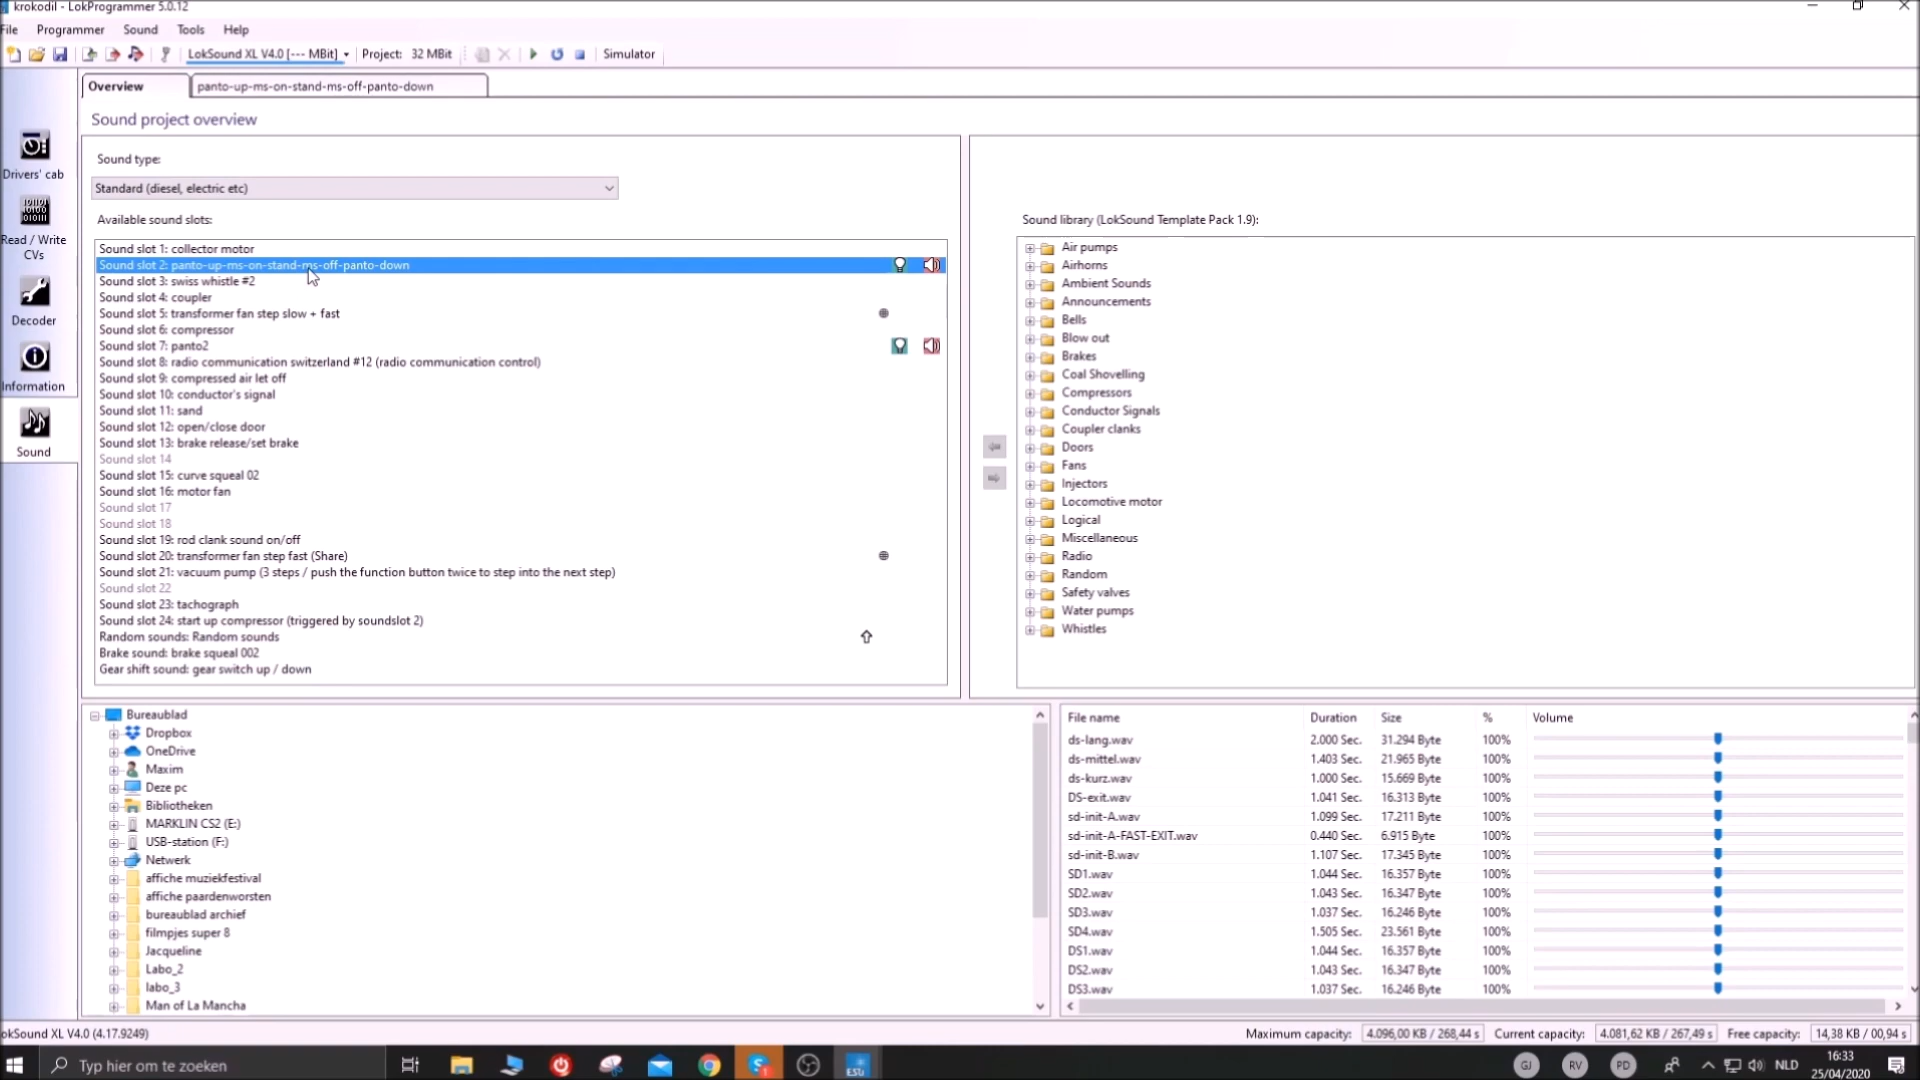 krokodil - LokProgrammer 5.0.12
File Programmer Sound Tools Help
LokSound XL V4.0 [--- MBit] Project: 32 MBit Simulator
Overview panto-up-ms-on-stand-ms-off-panto-down
Sound project overview
Sound type:
Standard (diesel, electric etc)
Available sound slots:
Sound slot 1: collector motor
Sound slot 2: panto-up-ms-on-stand-ms-off-panto-down
Sound slot 3: swiss whistle #2
Sound slot 4: coupler
Sound slot 5: transformer fan step slow + fast
Sound slot 6: compressor
Sound slot 7: panto2
Sound slot 8: radio communication switzerland #12 (radio communication control)
Sound slot 9: compressed air let off
Sound slot 10: conductor's signal
Sound slot 11: sand
Sound slot 12: open/close door
Sound slot 13: brake release/set brake
Sound slot 14
Sound slot 15: curve squeal 02
Sound slot 16: motor fan
Sound slot 17
Sound slot 18
Sound slot 19: rod clank sound on/off
Sound slot 20: transformer fan step fast (Share)
Sound slot 21: vacuum pump (3 steps / push the function button twice to step into the next step)
Sound slot 22
Sound slot 23: tachograph
Sound slot 24: start up compressor (triggered by soundslot 2)
Random sounds: Random sounds
Brake sound: brake squeal 002
Gear shift sound: gear switch up / down
Drivers' cab
Read / Write
CVs
Decoder
Information
Sound
Sound library (LokSound Template Pack 1.9):
Air pumps
Airhorns
Ambient Sounds
Announcements
Bells
Blow out
Brakes
Coal Shovelling
Compressors
Conductor Signals
Coupler clanks
Doors
Fans
Injectors
Locomotive motor
Logical
Miscellaneous
Radio
Random
Safety valves
Water pumps
Whistles
Bureaublad
Dropbox
OneDrive
Maxim
Deze pc
Bibliotheken
MARKLIN CS2 (E:)
USB-station (F:)
Netwerk
affiche muziekfestival
affiche paardenworsten
bureaublad archief
filmpjes super 8
Jacqueline
Labo_2
labo_3
Man of La Mancha
File name Duration Size % Volume
ds-lang.wav 2.000 Sec. 31.294 Byte 100%
ds-mittel.wav 1.403 Sec. 21.965 Byte 100%
ds-kurz.wav 1.000 Sec. 15.669 Byte 100%
DS-exit.wav 1.041 Sec. 16.313 Byte 100%
sd-init-A.wav 1.099 Sec. 17.211 Byte 100%
sd-init-A-FAST-EXIT.wav 0.440 Sec. 6.915 Byte 100%
sd-init-B.wav 1.107 Sec. 17.345 Byte 100%
SD1.wav 1.044 Sec. 16.357 Byte 100%
SD2.wav 1.043 Sec. 16.347 Byte 100%
SD3.wav 1.037 Sec. 16.246 Byte 100%
SD4.wav 1.505 Sec. 23.561 Byte 100%
DS1.wav 1.044 Sec. 16.357 Byte 100%
DS2.wav 1.043 Sec. 16.347 Byte 100%
DS3.wav 1.037 Sec. 16.246 Byte 100%
okSound XL V4.0 (4.17.9249) Maximum capacity: 4.096,00 KB / 268,44 s Current capacity: 4.081,62 KB / 267,49 s Free capacity: 14,38 KB / 00,94 s
Typ hier om te zoeken S 1 ESU GJ RV PD NLD 16:33
25/04/2020